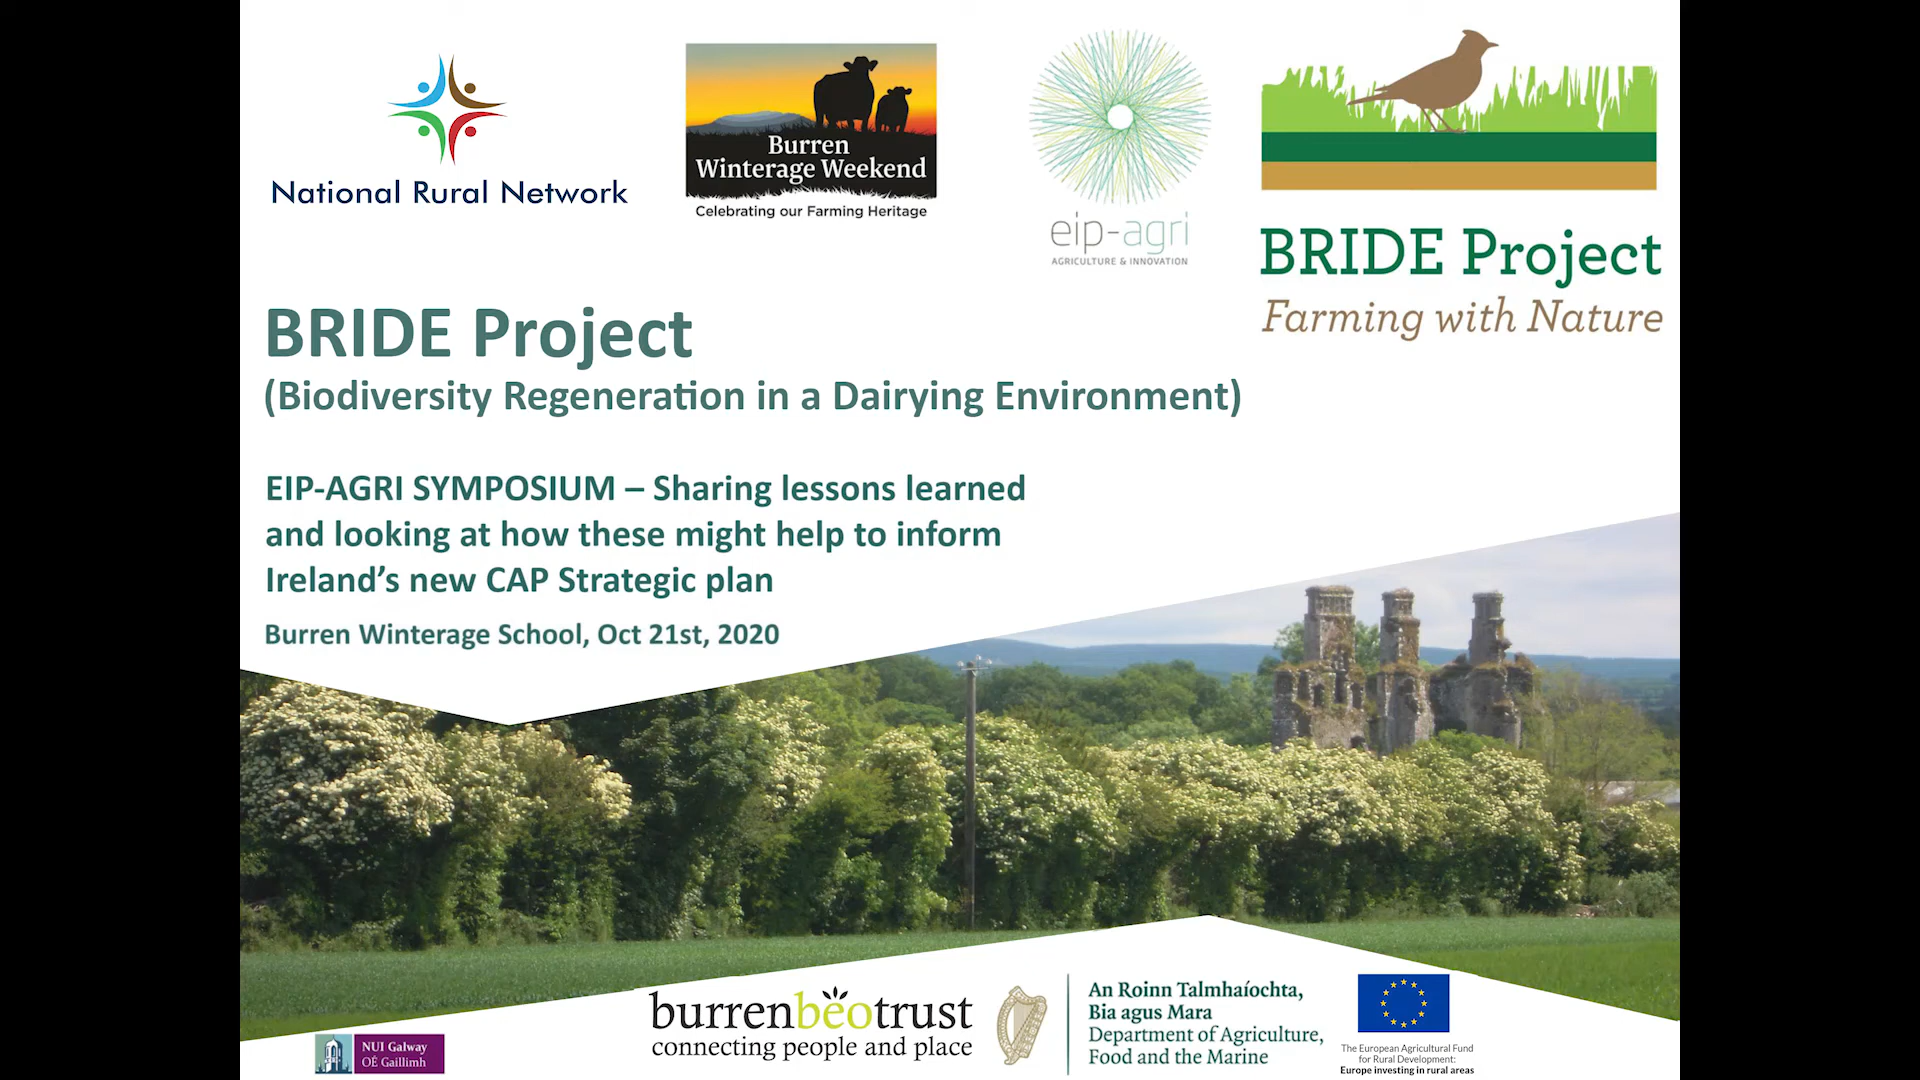 National Rural Network
Burren
Winterage Weekend
Celebrating our Farming Heritage
eip-agri
AGRICULTURE & INNOVATION
BRIDE Project
Farming with Nature
BRIDE Project
(Biodiversity Regeneration in a Dairying Environment)
EIP-AGRI SYMPOSIUM – Sharing lessons learned
and looking at how these might help to inform
Ireland’s new CAP Strategic plan
Burren Winterage School, Oct 21st, 2020
NUI Galway
OÉ Gaillimh
burrenbeotrust
connecting people and place
An Roinn Talmhaíochta,
Bia agus Mara
Department of Agriculture,
Food and the Marine
The European Agricultural Fund
for Rural Development:
Europe investing in rural areas